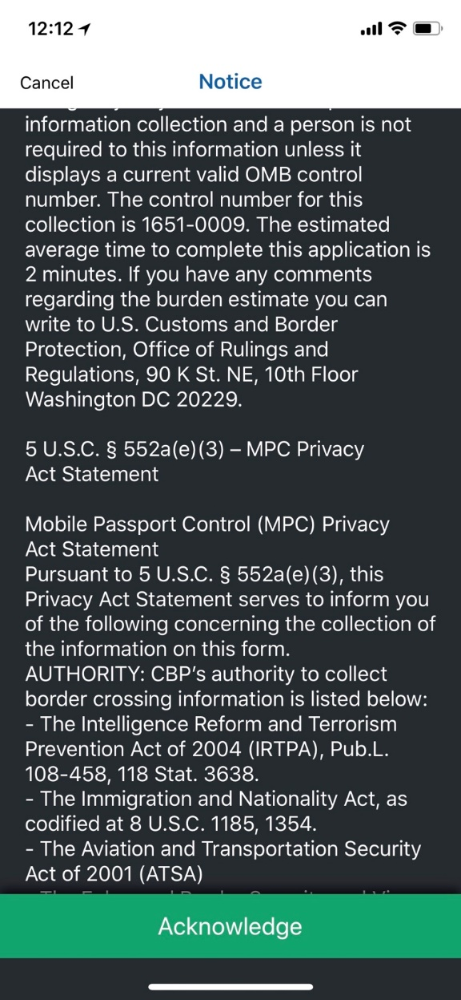 12:12
Cancel
Notice
information collection and a person is not
required to this information unless it
displays a current valid OMB control
number. The control number for this
collection is 1651-0009. The estimated
average time to complete this application is
2 minutes. If you have any comments
regarding the burden estimate you can
write to U.S. Customs and Border
Protection, Office of Rulings and
Regulations, 90 K St. NE, 10th Floor
Washington DC 20229.
5 U.S.C. § 552a(e)(3) – MPC Privacy
Act Statement
Mobile Passport Control (MPC) Privacy
Act Statement
Pursuant to 5 U.S.C. § 552a(e)(3), this
Privacy Act Statement serves to inform you
of the following concerning the collection of
the information on this form.
AUTHORITY: CBP’s authority to collect
border crossing information is listed below:
- The Intelligence Reform and Terrorism
Prevention Act of 2004 (IRTPA), Pub.L.
108-458, 118 Stat. 3638.
- The Immigration and Nationality Act, as
codified at 8 U.S.C. 1185, 1354.
- The Aviation and Transportation Security
Act of 2001 (ATSA)
Acknowledge